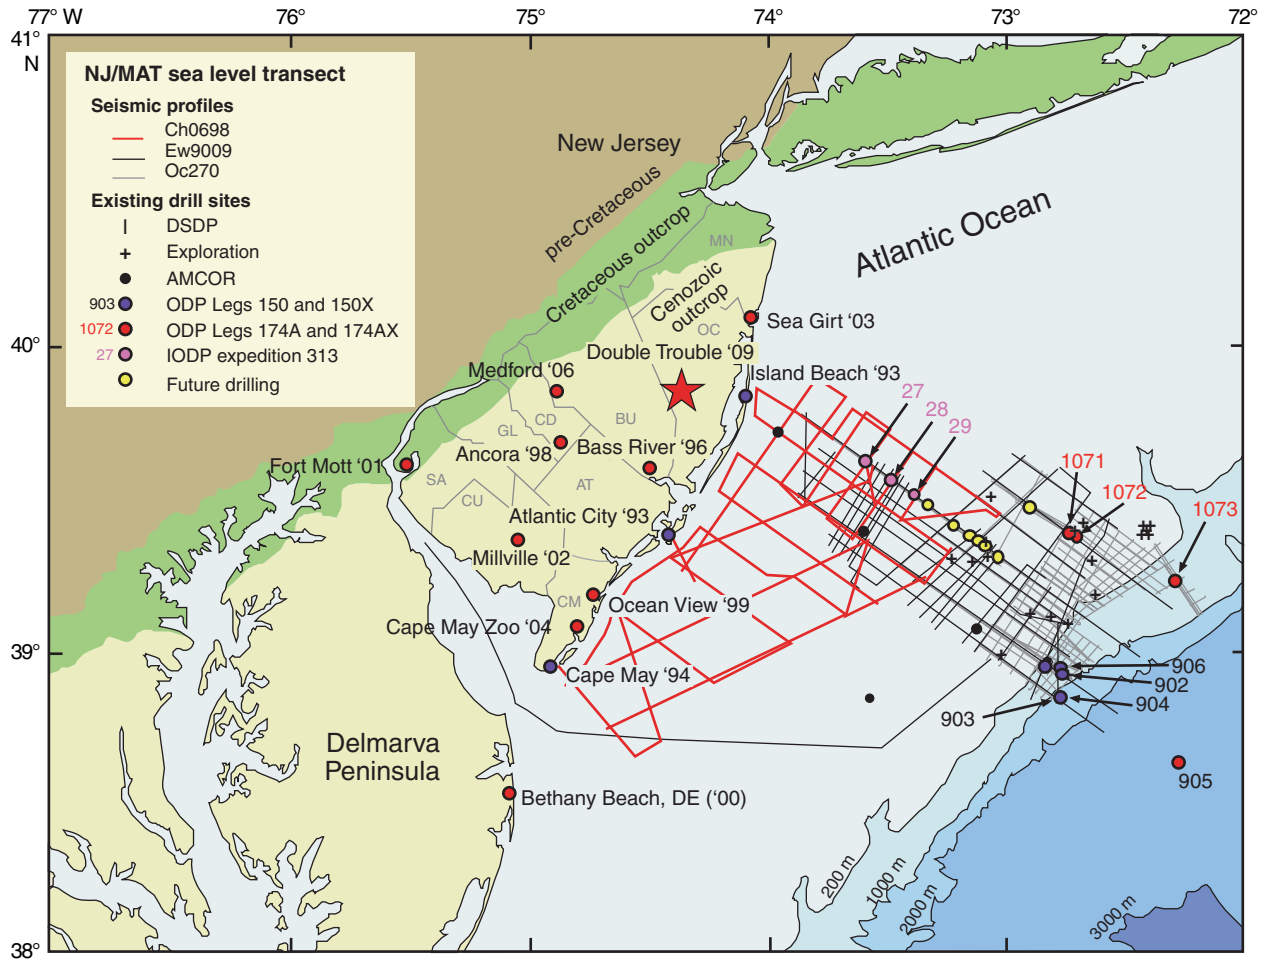 77° W
76°
75°
74°
73°
72°
41°
N
40°
39°
38°
NJ/MAT sea level transect
Seismic profiles
Ch0698
Ew9009
Oc270
Existing drill sites
DSDP
Exploration
AMCOR
903 ODP Legs 150 and 150X
1072 ODP Legs 174A and 174AX
27 IODP expedition 313
Future drilling
New Jersey
pre-Cretaceous
Cretaceous outcrop
Cenozoic
outcrop
Atlantic Ocean
MN
OC
Sea Girt ‘03
Double Trouble ‘09
Island Beach ‘93
Medford ‘06
27
28
29
GL
CD
BU
Ancora ‘98
Bass River ‘96
Fort Mott ‘01
SA
CU
AT
1071
1072
1073
Atlantic City ‘93
Millville ‘02
CM
Ocean View ‘99
Cape May Zoo ‘04
Cape May ‘94
906
902
904
903
905
Delmarva
Peninsula
Bethany Beach, DE (‘00)
200 m
1000 m
2000 m
3000 m